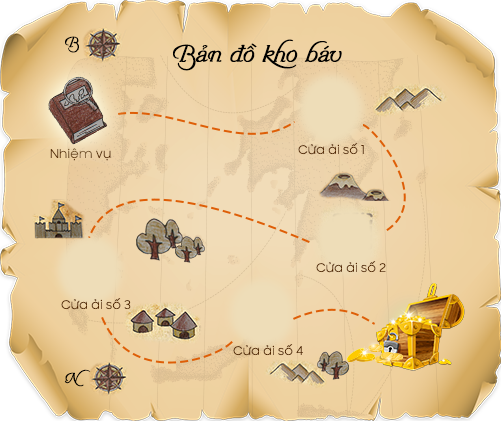 B
Bản đồ kho báu
Nhiệm vụ
Cửa ải số 1
Cửa ải số 2
Cửa ải số 3
Cửa ải số 4
N